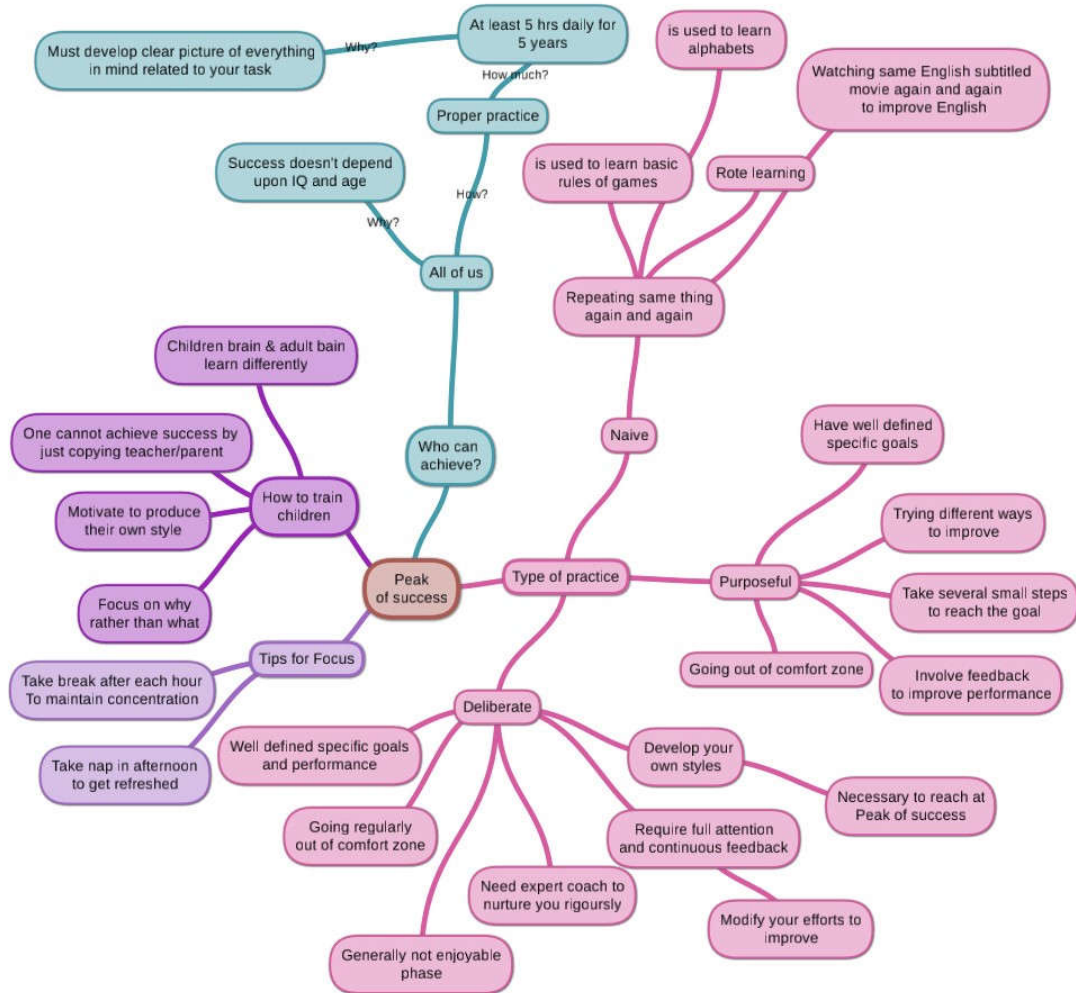 At least 5 hrs daily for
5 years
Must develop clear picture of everything
in mind related to your task
Why?
How much?
Proper practice
Success doesn't depend
upon IQ and age
How?
Why?
All of us
Who can
achieve?
is used to learn
alphabets
Watching same English subtitled
movie again and again
to improve English
is used to learn basic
rules of games
Rote learning
Repeating same thing
again and again
Naive
Children brain & adult bain
learn differently
One cannot achieve success by
just copying teacher/parent
Motivate to produce
their own style
Focus on why
rather than what
How to train
children
Peak
of success
Type of practice
Purposeful
Have well defined
specific goals
Trying different ways
to improve
Take several small steps
to reach the goal
Involve feedback
to improve performance
Going out of comfort zone
Tips for Focus
Take break after each hour
To maintain concentration
Take nap in afternoon
to get refreshed
Deliberate
Well defined specific goals
and performance
Going regularly
out of comfort zone
Generally not enjoyable
phase
Need expert coach to
nurture you rigoursly
Require full attention
and continuous feedback
Modify your efforts to
improve
Develop your
own styles
Necessary to reach at
Peak of success